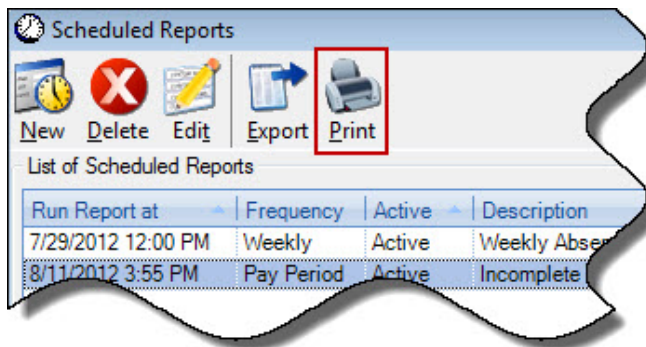 Scheduled Reports
New Delete Edit Export Print
List of Scheduled Reports
Run Report at Frequency Active Description
7/29/2012 12:00 PM Weekly Active Weekly
8/11/2012 3:55 PM Pay Period Active Incomplete